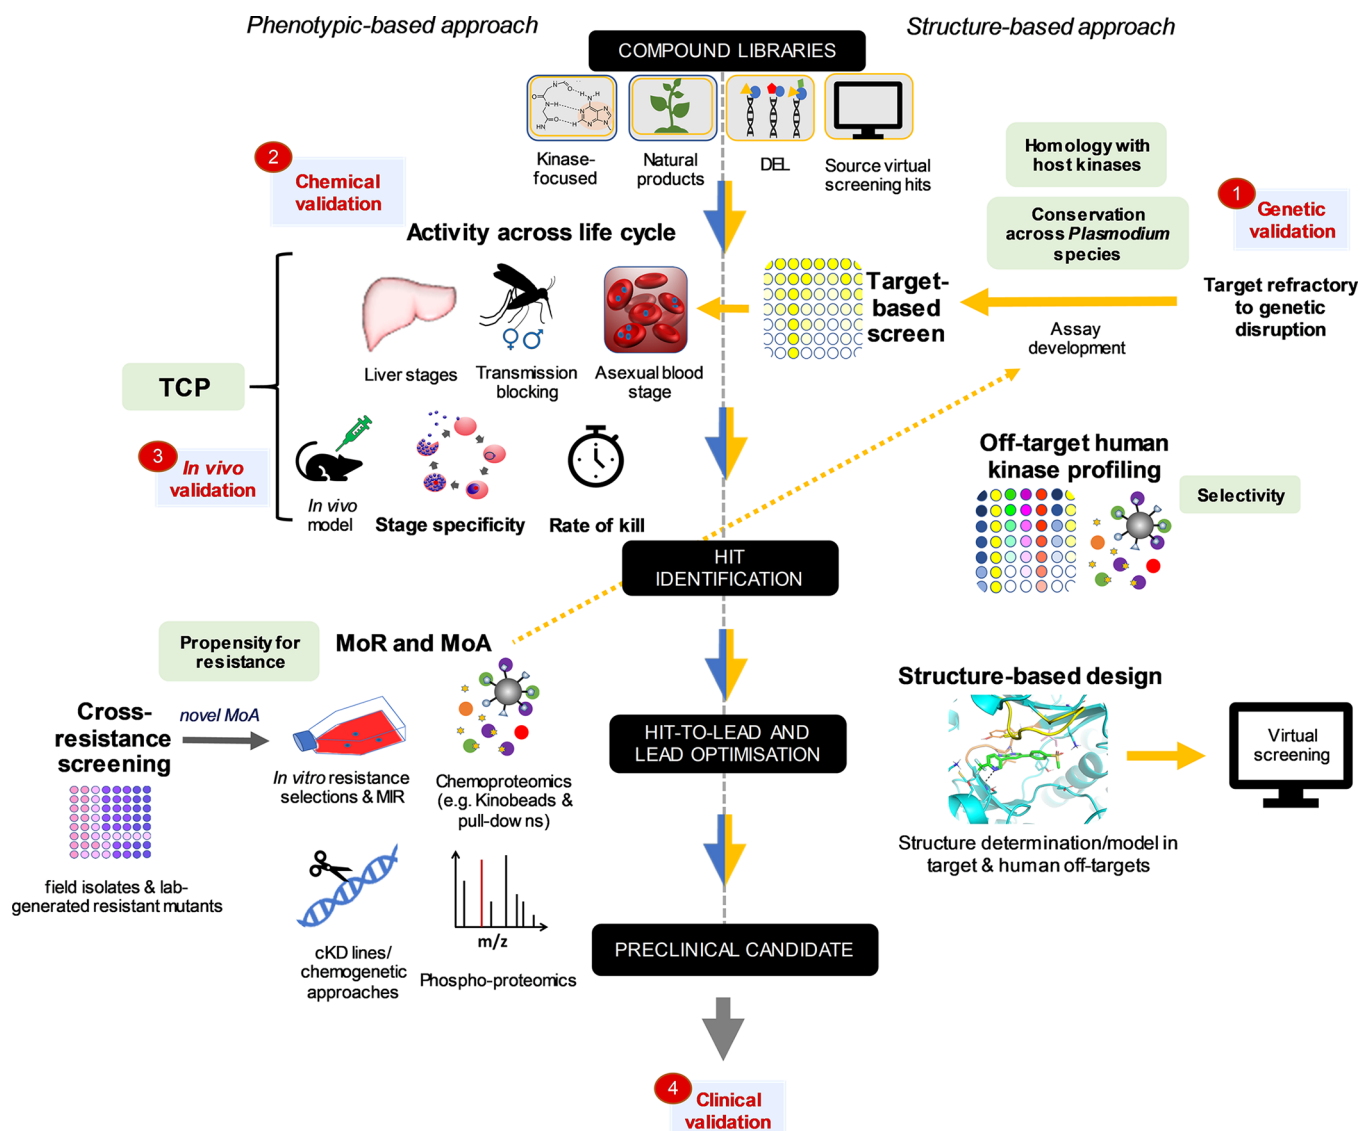 Phenotypic-based approach
Structure-based approach
COMPOUND LIBRARIES
Kinase-
focused
Natural
products
DEL
Source virtual
screening hits
Homology with
host kinases
Conservation
across Plasmodium
species
1
Genetic
validation
Target refractory
to genetic
disruption
Assay
development
Target-
based
screen
2
Chemical
validation
Activity across life cycle
Liver stages
Transmission
blocking
Asexual blood
stage
TCP
3
In vivo
validation
In vivo
model
Stage specificity
Rate of kill
Off-target human
kinase profiling
Selectivity
HIT
IDENTIFICATION
Propensity for
resistance
MoR and MoA
Cross-
resistance
screening
novel MoA
In vitro resistance
selections & MIR
Chemoproteomics
(e.g. Kinobeads &
pull-downs)
field isolates & lab-
generated resistant mutants
cKD lines/
chemogenetic
approaches
m/z
Phospho-proteomics
HIT-TO-LEAD AND
LEAD OPTIMISATION
Structure-based design
Structure determination/model in
target & human off-targets
Virtual
screening
PRECLINICAL CANDIDATE
4
Clinical
validation